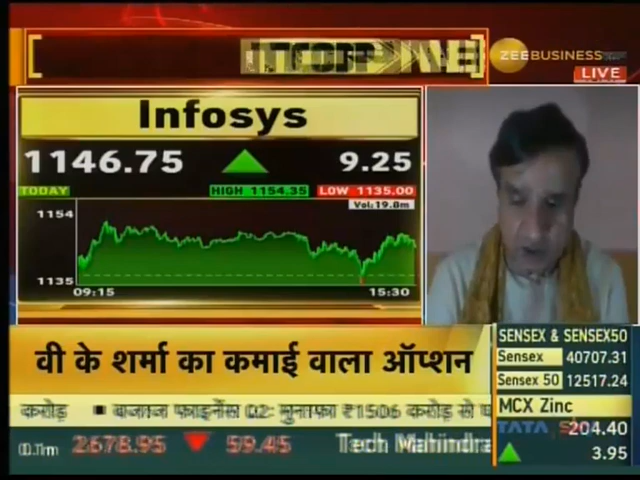 ZEEBUSINESS
LIVE
Infosys
1146.75 9.25
TODAY HIGH 1154.35 LOW 1135.00
Vol:19.8m
1154
1135
09:15 15:30
वी के शर्मा का कमाई वाला ऑप्शन
SENSEX & SENSEX50
Sensex 40707.31
Sensex 50 12517.24
MCX Zinc
204.40
3.95
TATA sky
करोड़ ■ बजाज फाइनेंस Q2: मुनाफा ₹1506 करोड़ से
2678.95 59.45 Tech Mahindra